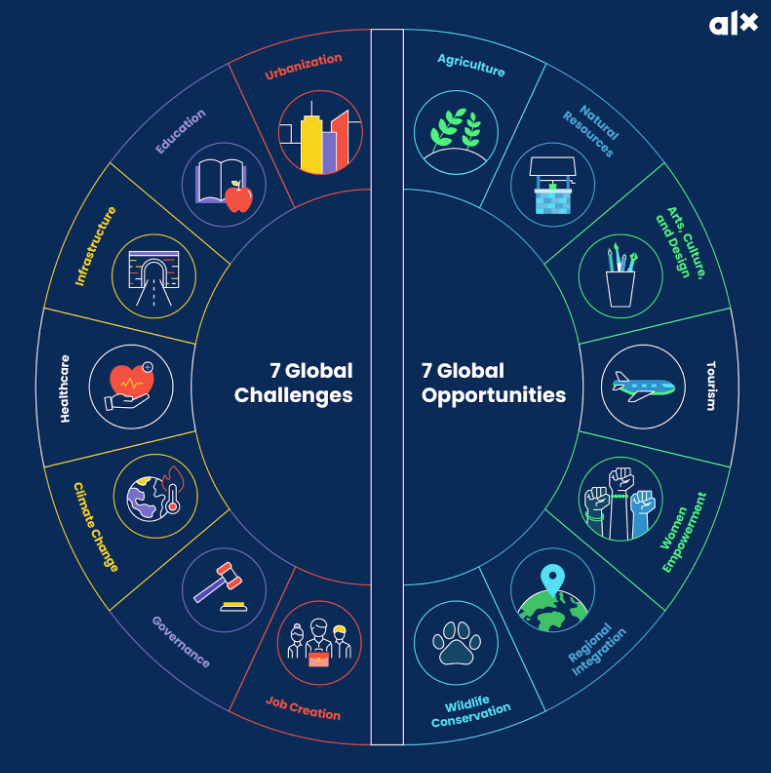 alx
7 Global
Challenges
Urbanization
Education
Infrastructure
Healthcare
Climate Change
Governance
Job Creation
7 Global
Opportunities
Agriculture
Natural
Resources
Arts, Culture,
and Design
Tourism
Women
Empowerment
Regional
Integration
Wildlife
Conservation